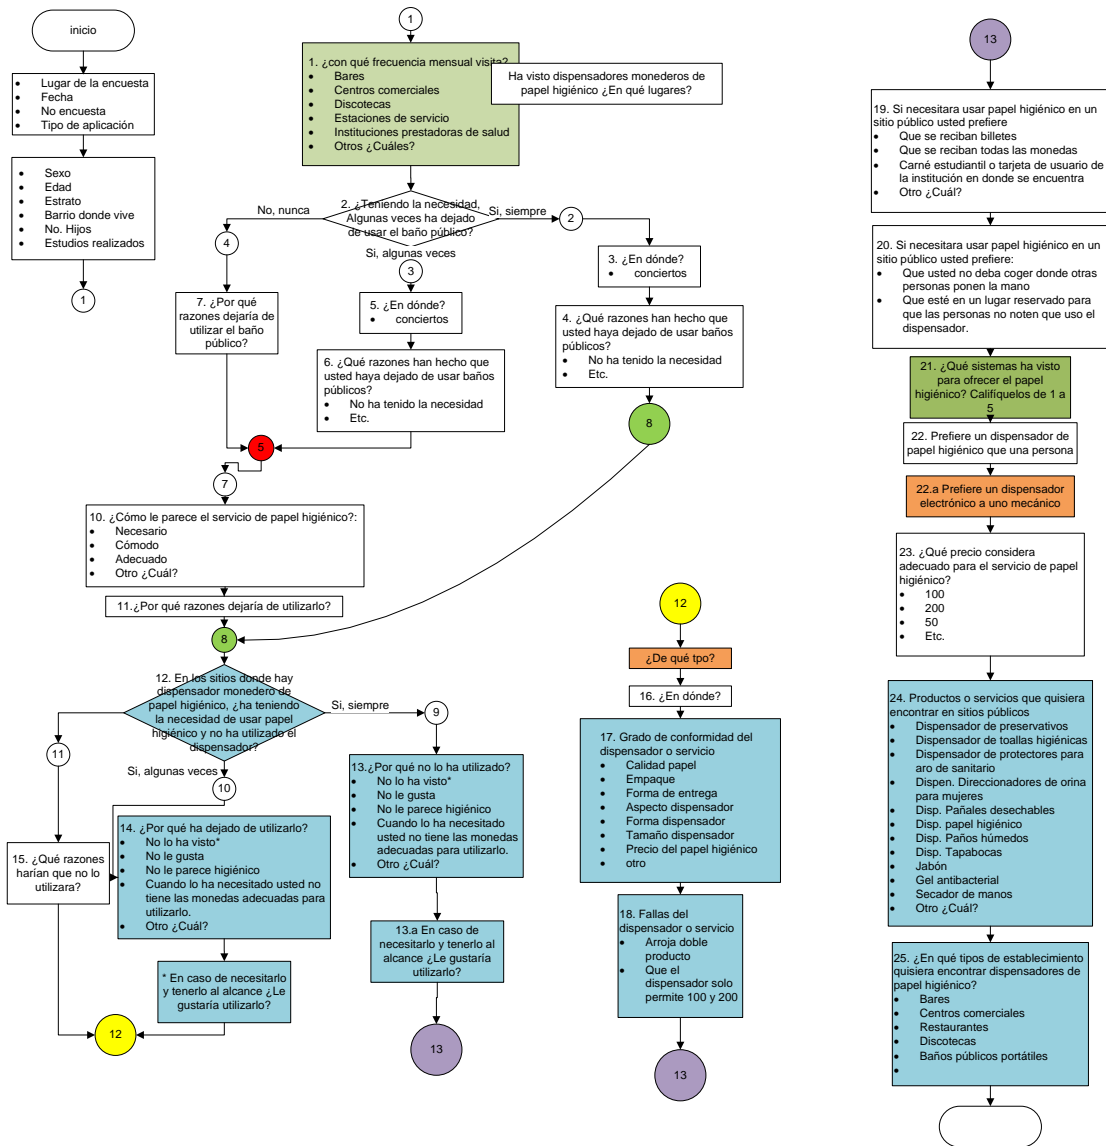 inicio
Lugar de la encuesta
Fecha
No encuesta
Tipo de aplicación
Sexo
Edad
Estrato
Barrio donde vive
No. Hijos
Estudios realizados
1
1
1. ¿con qué frecuencia mensual visita?
Bares
Centros comerciales
Discotecas
Estaciones de servicio
Instituciones prestadoras de salud
Otros ¿Cuáles?
Ha visto dispensadores monederos de
papel higiénico ¿En qué lugares?
2. ¿Teniendo la necesidad,
Algunas veces ha dejado
de usar el baño público?
No, nunca
Si, siempre
Si, algunas veces
4
2
3
7. ¿Por qué
razones dejaría de
utilizar el baño
público?
5. ¿En dónde?
conciertos
6. ¿Qué razones han hecho que
usted haya dejado de usar baños
públicos?
No ha tenido la necesidad
Etc.
3. ¿En dónde?
conciertos
4. ¿Qué razones han hecho que
usted haya dejado de usar baños
públicos?
No ha tenido la necesidad
Etc.
8
5
7
10. ¿Cómo le parece el servicio de papel higiénico?:
Necesario
Cómodo
Adecuado
Otro ¿Cuál?
11.¿Por qué razones dejaría de utilizarlo?
8
12. En los sitios donde hay
dispensador monedero de
papel higiénico, ¿ha teniendo
la necesidad de usar papel
higiénico y no ha utilizado el
dispensador?
Si, siempre
9
11
Si, algunas veces
10
13.¿Por qué no lo ha utilizado?
No lo ha visto*
No le gusta
No le parece higiénico
Cuando lo ha necesitado
usted no tiene las monedas
adecuadas para utilizarlo.
Otro ¿Cuál?
14. ¿Por qué ha dejado de utilizarlo?
No lo ha visto*
No le gusta
No le parece higiénico
Cuando lo ha necesitado usted no
tiene las monedas adecuadas para
utilizarlo.
Otro ¿Cuál?
15. ¿Qué razones
harían que no lo
utilizara?
13.a En caso de
necesitarlo y tenerlo al
alcance ¿Le gustaría
utilizarlo?
* En caso de necesitarlo
y tenerlo al alcance ¿Le
gustaría utilizarlo?
12
13
12
¿De qué tpo?
16. ¿En dónde?
17. Grado de conformidad del
dispensador o servicio
Calidad papel
Empaque
Forma de entrega
Aspecto dispensador
Forma dispensador
Tamaño dispensador
Precio del papel higiénico
otro
18. Fallas del
dispensador o servicio
Arroja doble
producto
Que el
dispensador solo
permite 100 y 200
13
13
19. Si necesitara usar papel higiénico en un
sitio público usted prefiere
Que se reciban billetes
Que se reciban todas las monedas
Carné estudiantil o tarjeta de usuario de
la institución en donde se encuentra
Otro ¿Cuál?
20. Si necesitara usar papel higiénico en un
sitio público usted prefiere:
Que usted no deba coger donde otras
personas ponen la mano
Que esté en un lugar reservado para
que las personas no noten que uso el
dispensador.
21. ¿Qué sistemas ha visto
para ofrecer el papel
higiénico? Califíquelos de 1 a
5
22. Prefiere un dispensador de
papel higiénico que una persona
22.a Prefiere un dispensador
electrónico a uno mecánico
23. ¿Qué precio considera
adecuado para el servicio de papel
higiénico?
100
200
50
Etc.
24. Productos o servicios que quisiera
encontrar en sitios públicos
Dispensador de preservativos
Dispensador de toallas higiénicas
Dispensador de protectores para
aro de sanitario
Dispen. Direccionadores de orina
para mujeres
Disp. Pañales desechables
Disp. papel higiénico
Disp. Paños húmedos
Disp. Tapabocas
Jabón
Gel antibacterial
Secador de manos
Otro ¿Cuál?
25. ¿En qué tipos de establecimiento
quisiera encontrar dispensadores de
papel higiénico?
Bares
Centros comerciales
Restaurantes
Discotecas
Baños públicos portátiles